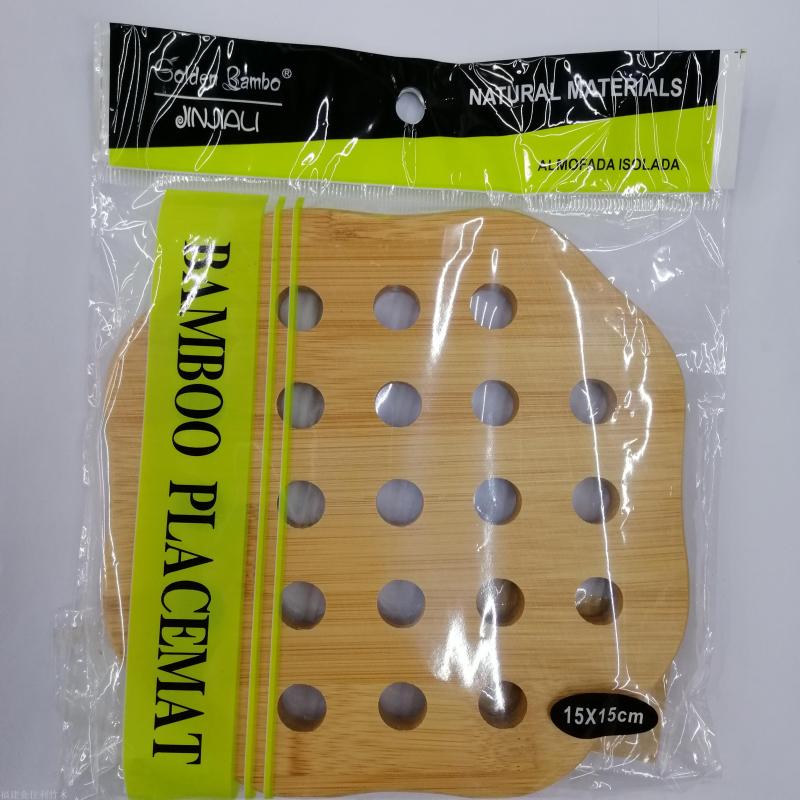 Golden Bambo®
JINJIALI
NATURAL MATERIALS
ALMOFADA ISOLADA
BAMBOO PLACEMAT
15X15cm